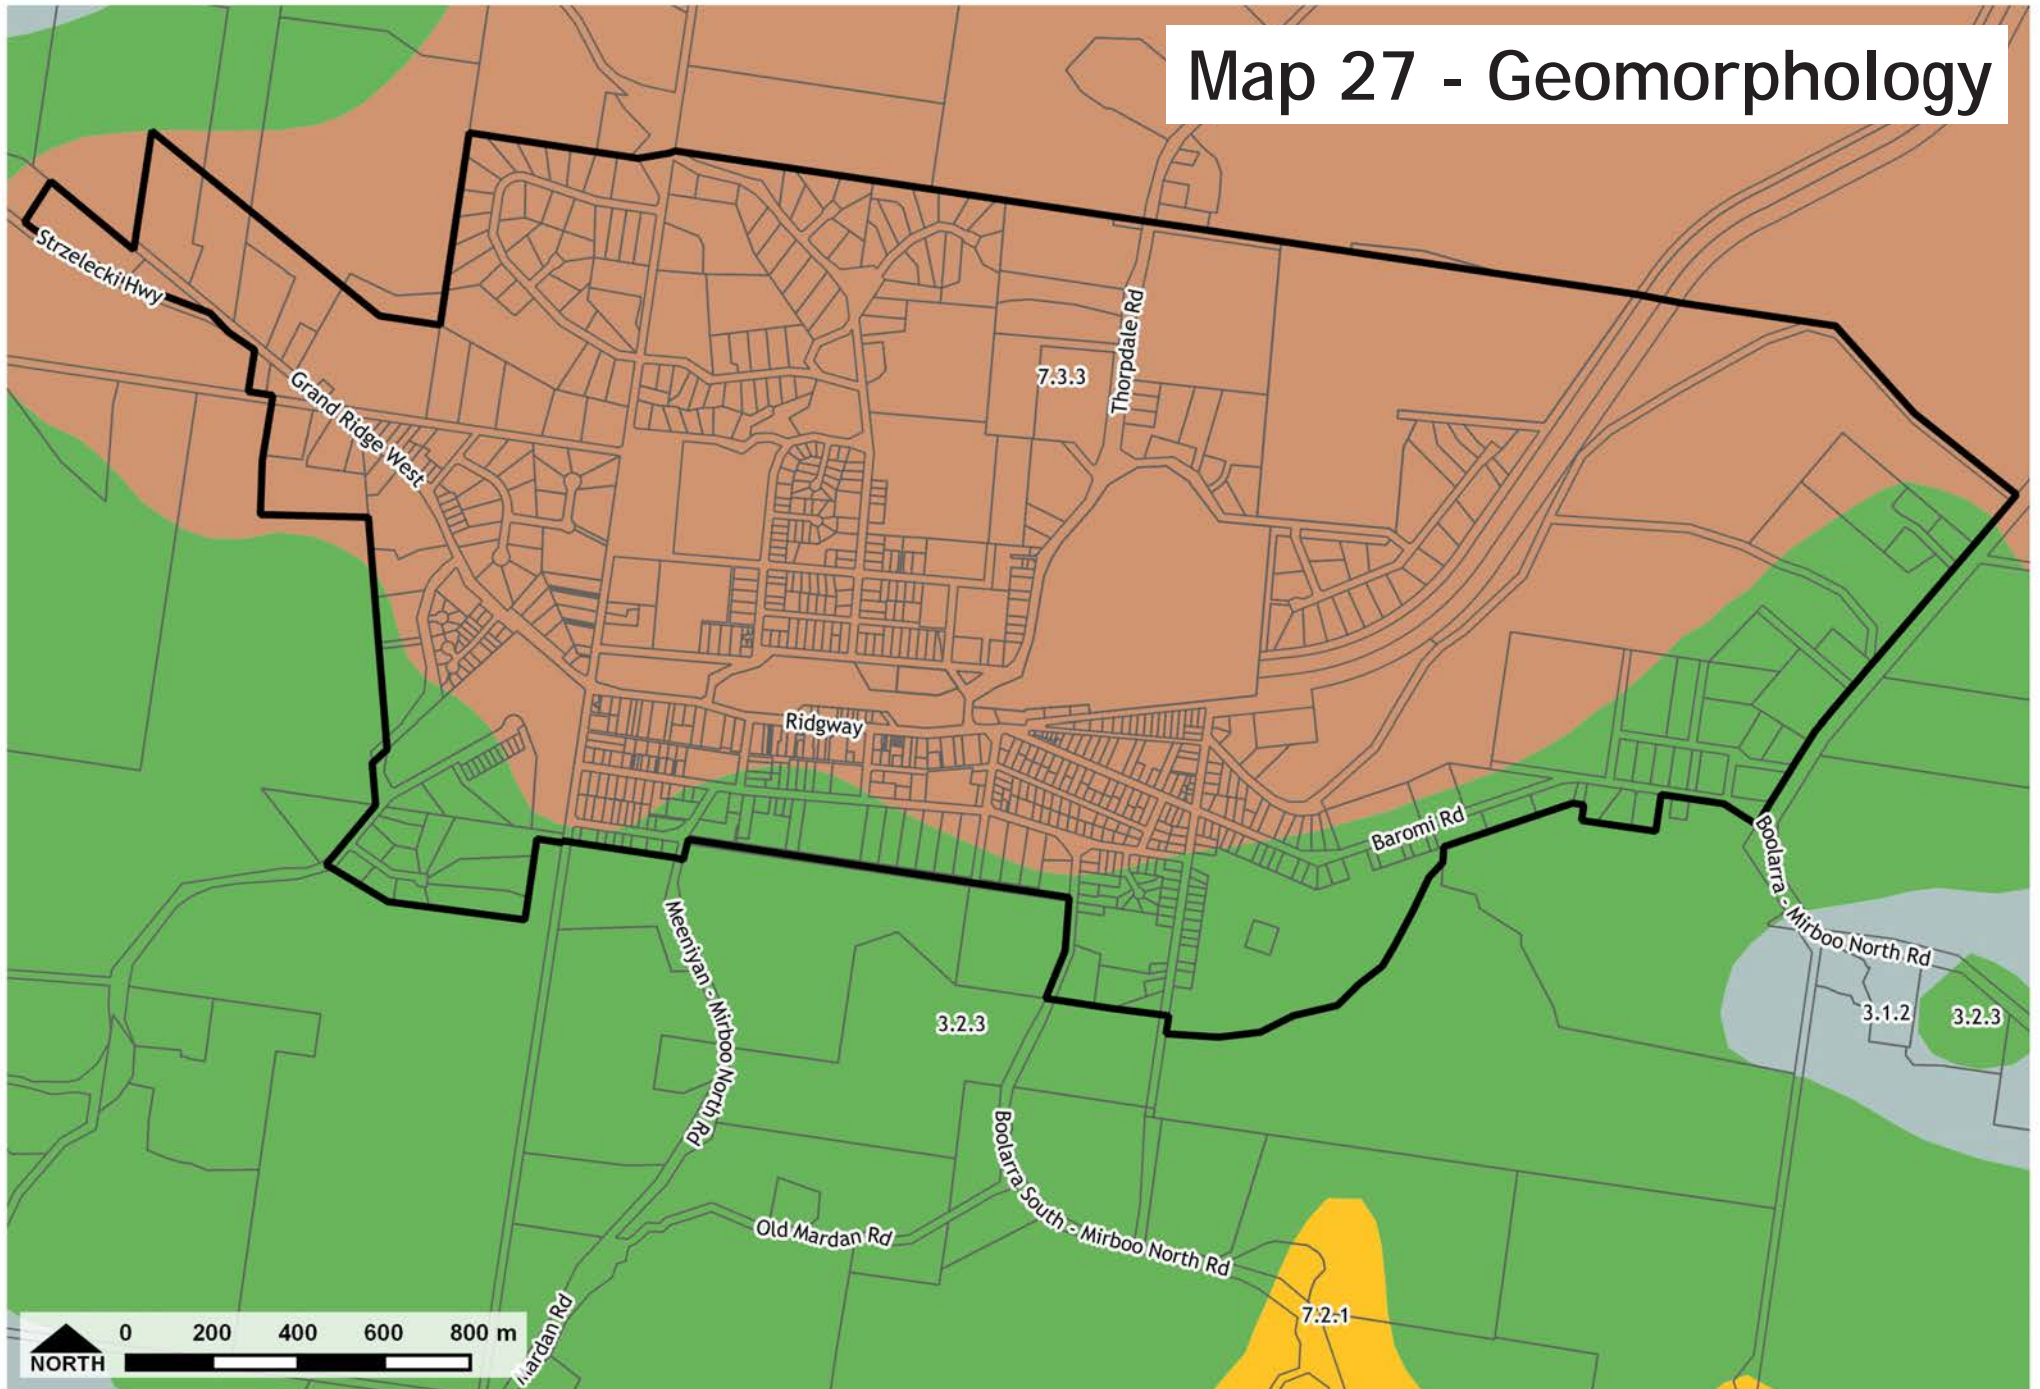 Map 27 - Geomorphology
Strzelecki Hwy
Grand Ridge West
Thorpdale Rd
7.3.3
Ridgway
Baromi Rd
Boolarra - Mirboo North Rd
Meeniyan - Mirboo North Rd
3.2.3
3.1.2
3.2.3
Boolarra South - Mirboo North Rd
Old Mardan Rd
Mardan Rd
7.2.1
0 200 400 600 800 m
NORTH